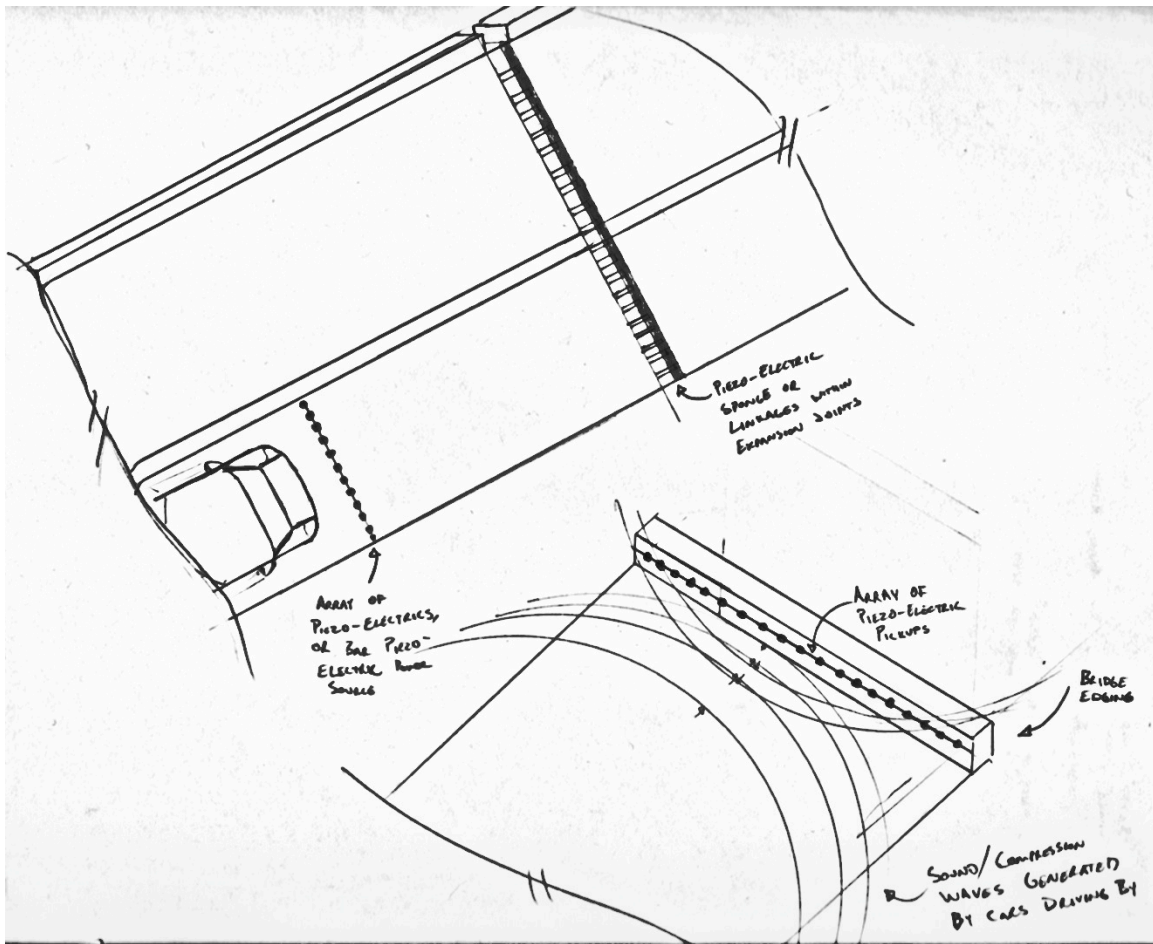 PIEZO-ELECTRIC
SPONGE OR
LINKAGES WITHIN
EXPANSION JOINTS
ARRAY OF
PIEZO-ELECTRICS,
OR BAR PIEZO-
ELECTRIC POWER
SOURCE
ARRAY OF
PIEZO-ELECTRIC
PICKUPS
BRIDGE
EDGING
SOUND/COMPRESSION
WAVES GENERATED
BY CARS DRIVING BY